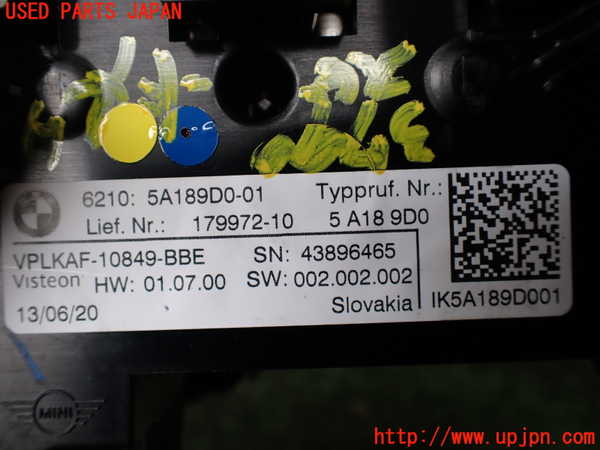 USED PARTS JAPAN
6210: 5A189D0-01 Typpruf. Nr.:
Lief. Nr.: 179972-10 5 A18 9D0
VPLKAF-10849-BBE SN: 43896465
Visteon HW: 01.07.00 SW: 002.002.002
13/06/20 Slovakia IK5A189D001
MINI
http://www.upjpn.com/